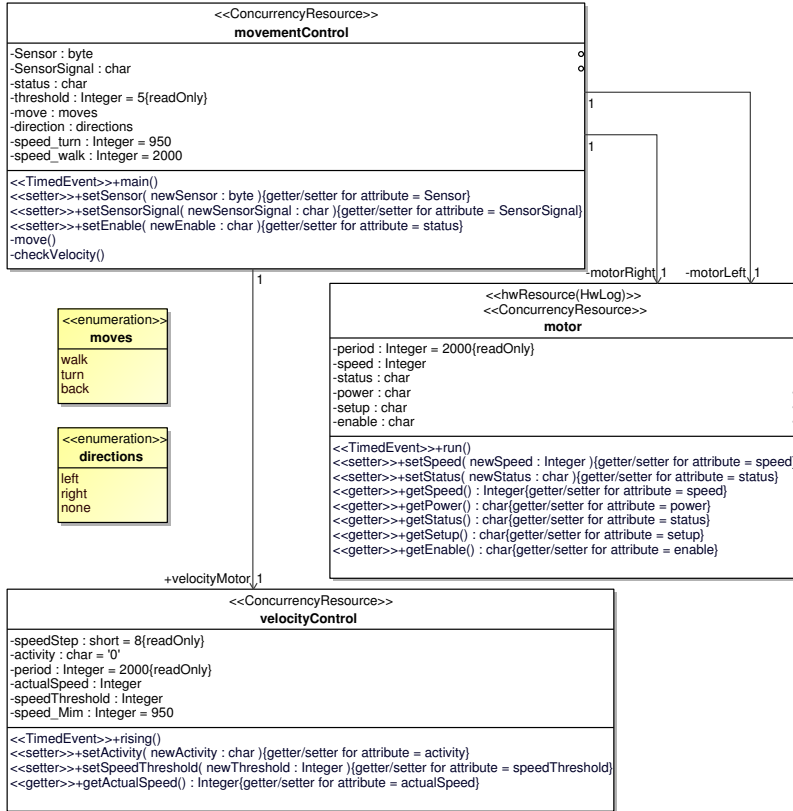 <<ConcurrencyResource>>
movementControl
-Sensor : byte
-SensorSignal : char
-status : char
-threshold : Integer = 5{readOnly}
-move : moves
-direction : directions
-speed_turn : Integer = 950
-speed_walk : Integer = 2000
<<TimedEvent>>+main()
<<setter>>+setSensor( newSensor : byte ){getter/setter for attribute = Sensor}
<<setter>>+setSensorSignal( newSensorSignal : char ){getter/setter for attribute = SensorSignal}
<<setter>>+setEnable( newEnable : char ){getter/setter for attribute = status}
-move()
-checkVelocity()
1
1
1
-motorRight 1
-motorLeft 1
<<enumeration>>
moves
walk
turn
back
<<enumeration>>
directions
left
right
none
<<hwResource(HwLog)>>
<<ConcurrencyResource>>
motor
-period : Integer = 2000{readOnly}
-speed : Integer
-status : char
-power : char
-setup : char
-enable : char
<<TimedEvent>>+run()
<<setter>>+setSpeed( newSpeed : Integer ){getter/setter for attribute = speed}
<<setter>>+setStatus( newStatus : char ){getter/setter for attribute = status}
<<getter>>+getSpeed() : Integer{getter/setter for attribute = speed}
<<getter>>+getPower() : char{getter/setter for attribute = power}
<<getter>>+getStatus() : char{getter/setter for attribute = status}
<<getter>>+getSetup() : char{getter/setter for attribute = setup}
<<getter>>+getEnable() : char{getter/setter for attribute = enable}
+velocityMotor 1
<<ConcurrencyResource>>
velocityControl
-speedStep : short = 8{readOnly}
-activity : char = '0'
-period : Integer = 2000{readOnly}
-actualSpeed : Integer
-speedThreshold : Integer
-speed_Mim : Integer = 950
<<TimedEvent>>+rising()
<<setter>>+setActivity( newActivity : char ){getter/setter for attribute = activity}
<<setter>>+setSpeedThreshold( newThreshold : Integer ){getter/setter for attribute = speedThreshold}
<<getter>>+getActualSpeed() : Integer{getter/setter for attribute = actualSpeed}